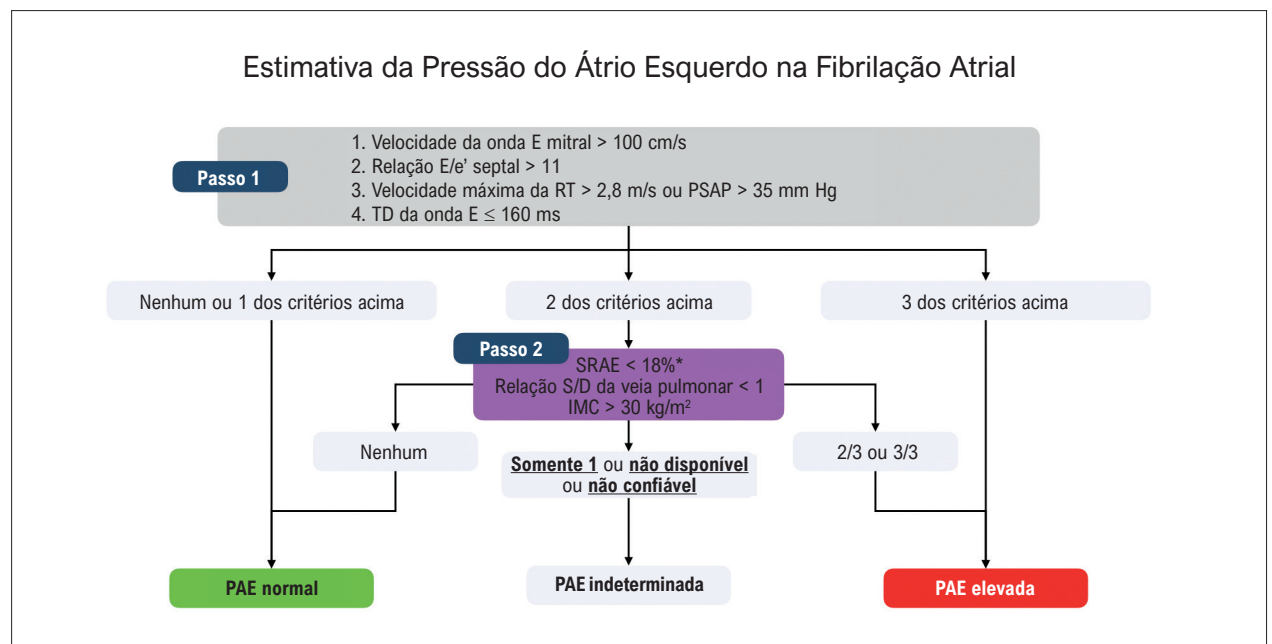 Estimativa da Pressão do Átrio Esquerdo na Fibrilação Atrial
Passo 1
1. Velocidade da onda E mitral > 100 cm/s
2. Relação E/e' septal > 11
3. Velocidade máxima da RT > 2,8 m/s ou PSAP > 35 mm Hg
4. TD da onda E ≤ 160 ms
Nenhum ou 1 dos critérios acima
2 dos critérios acima
3 dos critérios acima
Passo 2
SRAE < 18%*
Relação S/D da veia pulmonar < 1
IMC > 30 kg/m²
Nenhum
Somente 1 ou não disponível
ou não confiável
2/3 ou 3/3
PAE normal
PAE indeterminada
PAE elevada